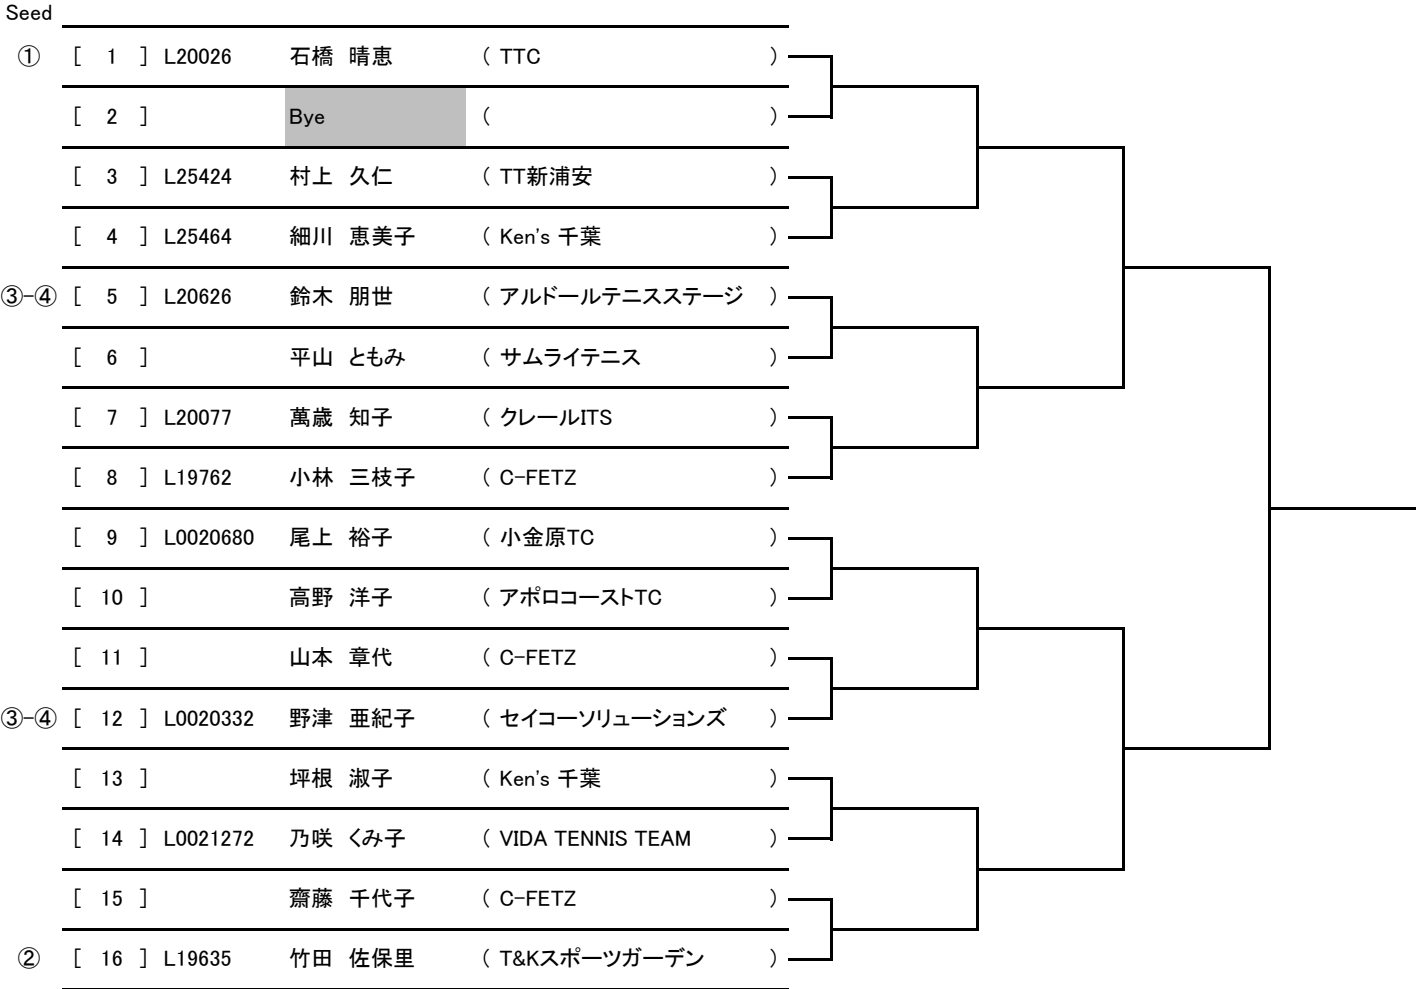 Seed
① [ 1 ] L20026 石橋 晴恵 ( TTC )
[ 2 ] Bye ( )
[ 3 ] L25424 村上 久仁 ( TT新浦安 )
[ 4 ] L25464 細川 恵美子 ( Ken's 千葉 )
③-④ [ 5 ] L20626 鈴木 朋世 ( アルドールテニスステージ )
[ 6 ] 平山 ともみ ( サムライテニス )
[ 7 ] L20077 萬歳 知子 ( クレールITS )
[ 8 ] L19762 小林 三枝子 ( C-FETZ )
[ 9 ] L0020680 尾上 裕子 ( 小金原TC )
[ 10 ] 高野 洋子 ( アポロコーストTC )
[ 11 ] 山本 章代 ( C-FETZ )
③-④ [ 12 ] L0020332 野津 亜紀子 ( セイコーソリューションズ )
[ 13 ] 坪根 淑子 ( Ken's 千葉 )
[ 14 ] L0021272 乃咲 くみ子 ( VIDA TENNIS TEAM )
[ 15 ] 齋藤 千代子 ( C-FETZ )
② [ 16 ] L19635 竹田 佐保里 ( T&Kスポーツガーデン )